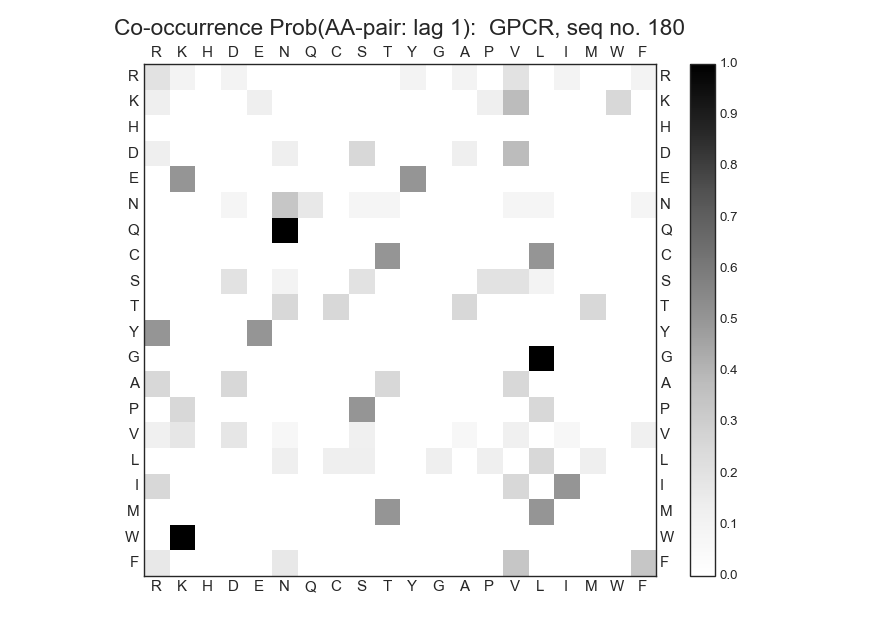 Co-occurrence Prob(AA-pair: lag 1):  GPCR, seq no. 180
R K H D E N Q C S T Y G A P V L I M W F
R R 1.0
K K 0.9
H H
D D 0.8
E E
N N 0.7
Q Q
C C 0.6
S S
T T 0.5
Y Y
G G 0.4
A A
P P 0.3
V V
L L 0.2
I I
M M 0.1
W W
F F 0.0
R K H D E N Q C S T Y G A P V L I M W F